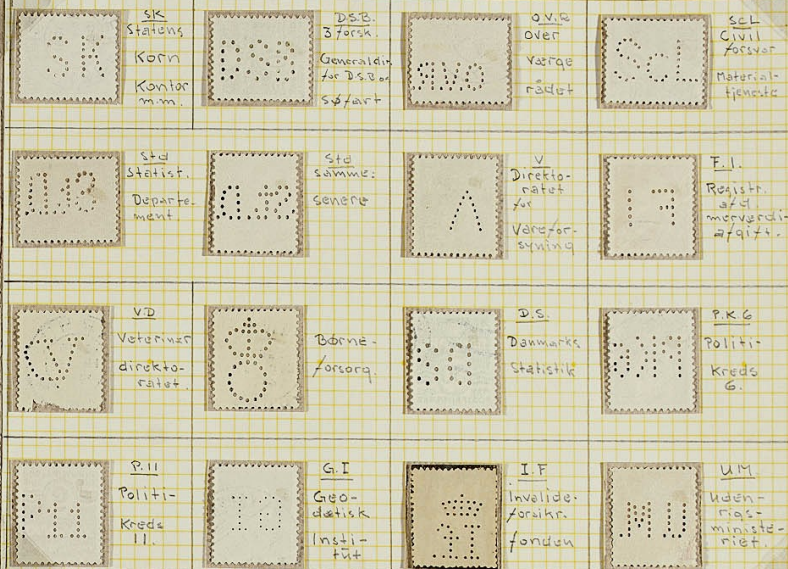 SK
Statens
Korn
Kontor
m.m.
D.S.B.
3 forsk.
Generaldir.
for D.S.B og
Søfart
O.V.R
Over
værge
rådet
ScL
Civil
forsvar
Material-
tjeneste
Std
Statist.
Departe-
ment
Std
samme:
senere
V
Direkto-
ratet
for
Varefor-
syning
F.I.
Registr.
afd.
merværdi-
afgift.
V.D
Veterinær
direkto-
ratet.
Børne-
forsorg.
D.S.
Danmarks
Statistik
P.K.6
Politi-
kreds
6.
P.11
Politi-
Kreds
11.
G.I
Geo-
dætisk
Insti-
tut
I.F
Invalide-
forsikr.
fonden
U.M.
Uden-
rigs-
ministe-
riet.